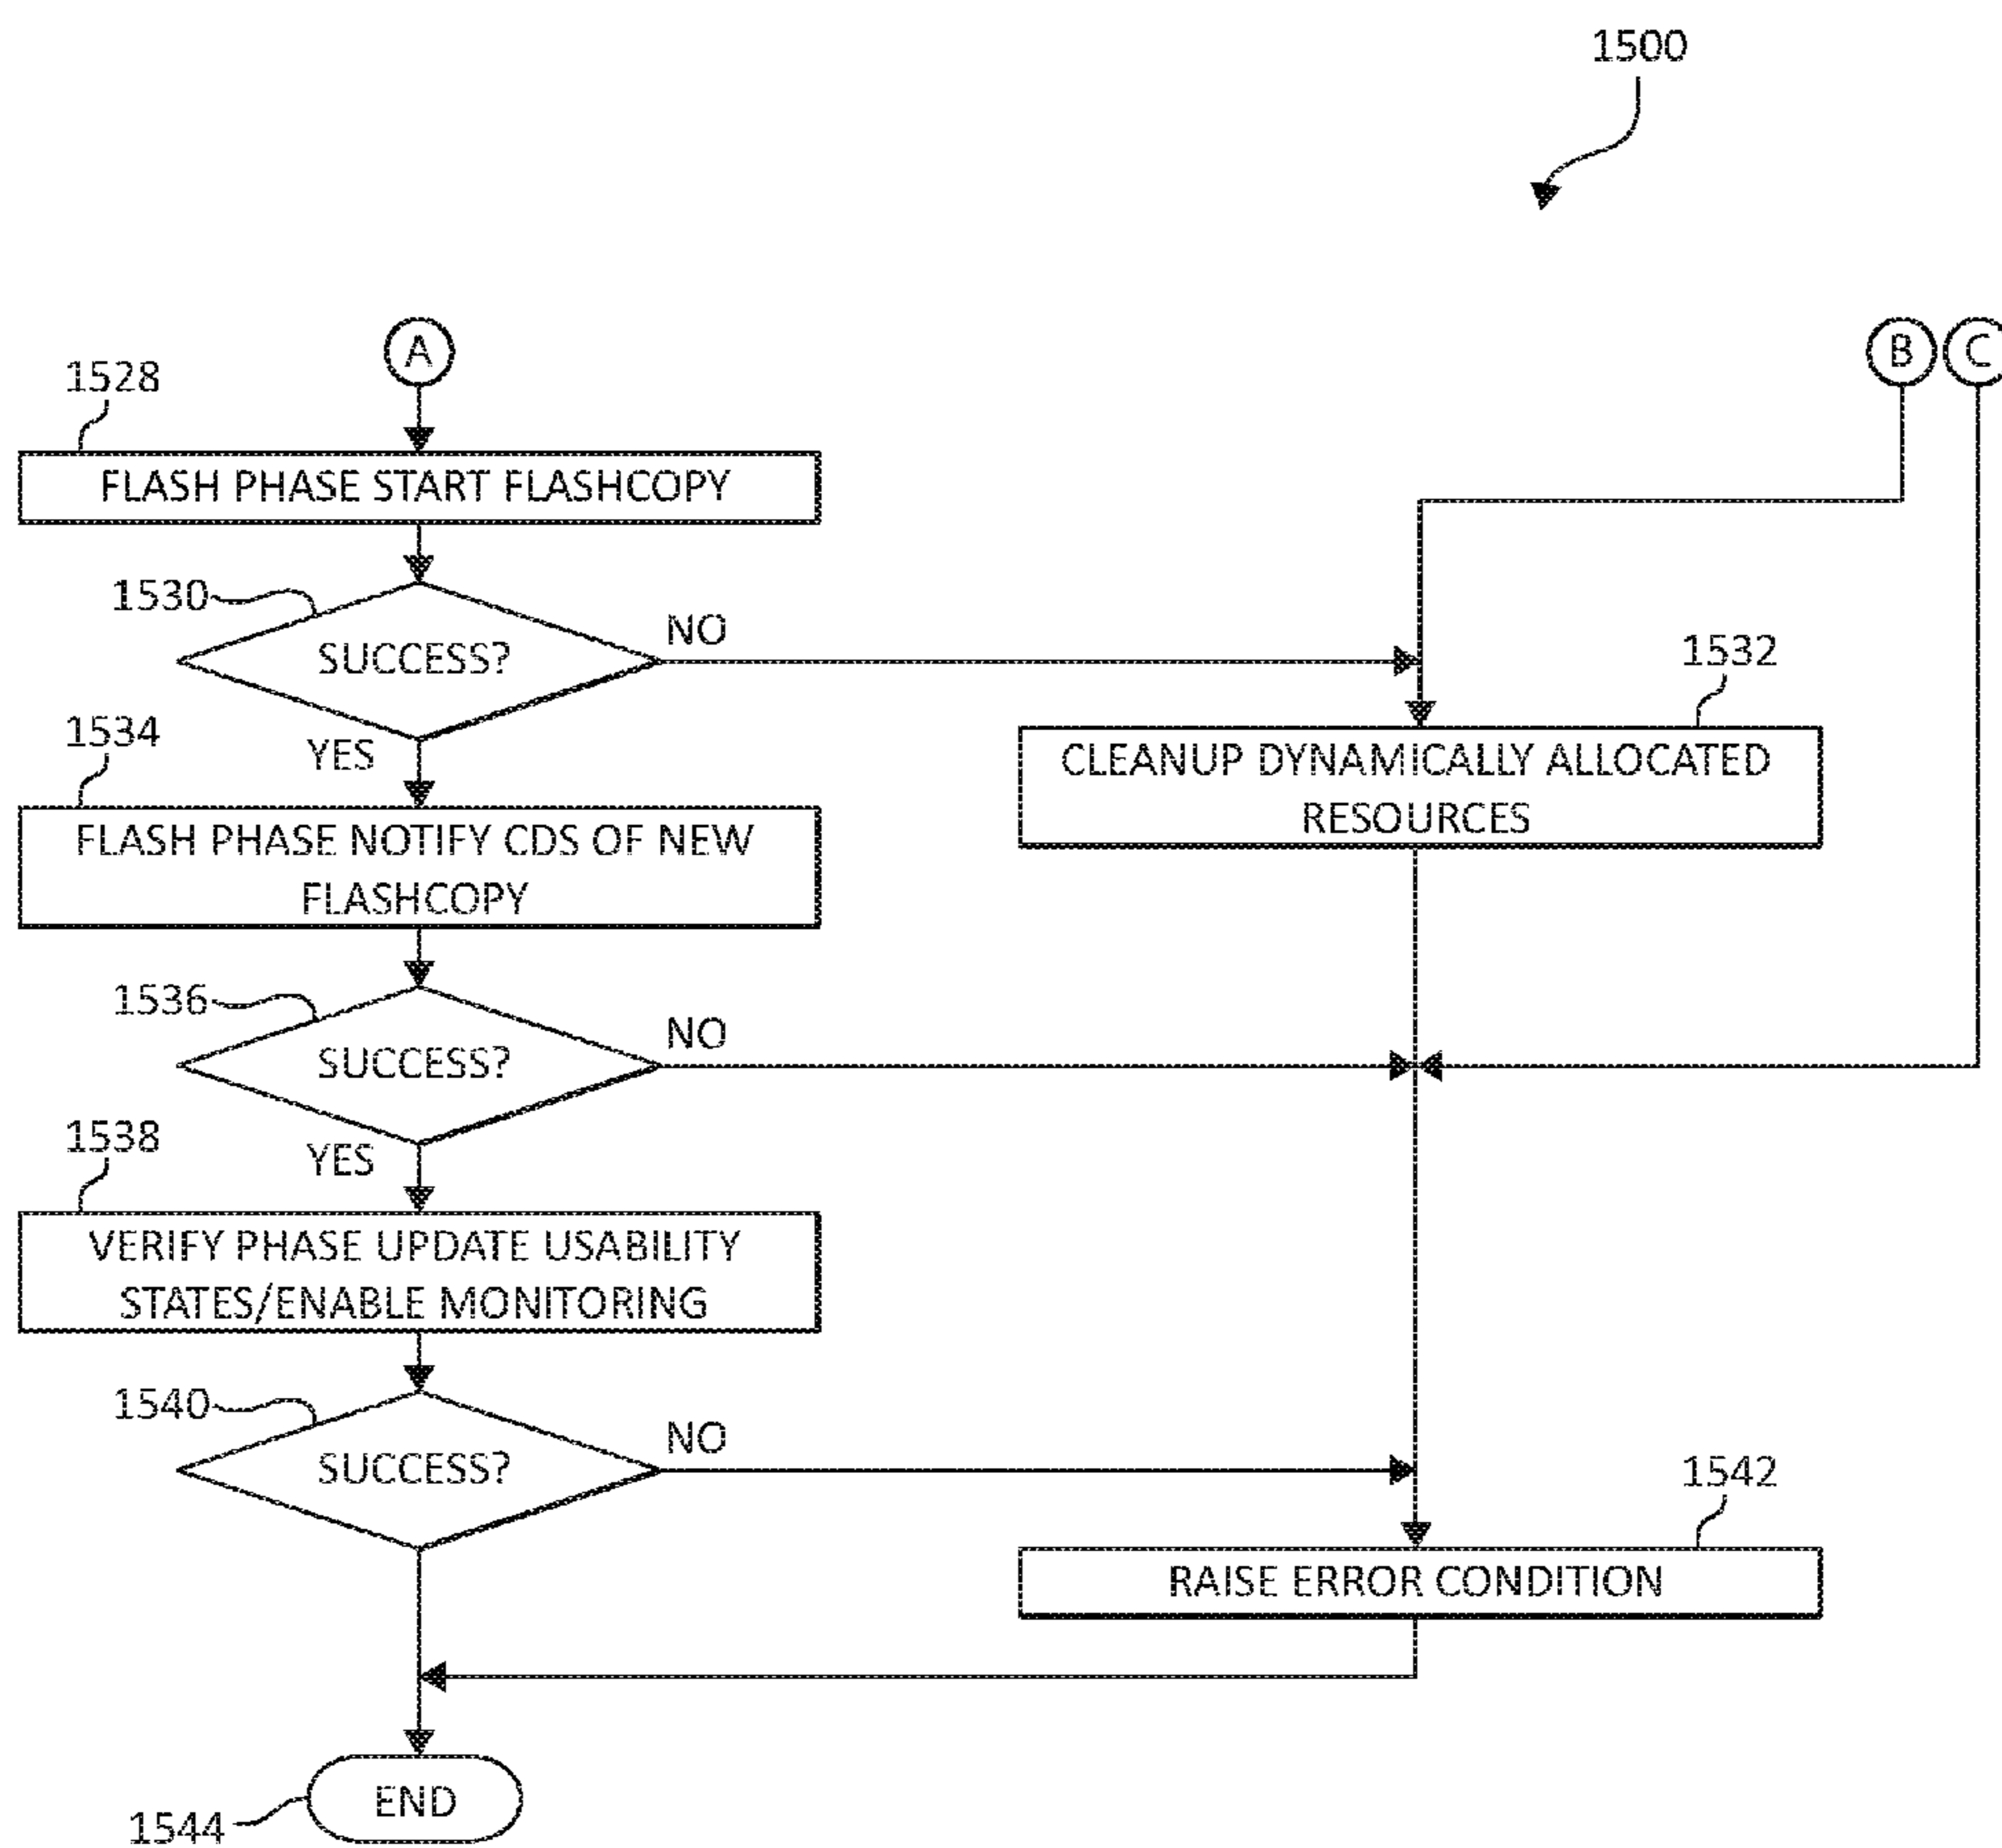 1500
A
B
C
1528
FLASH PHASE START FLASHCOPY
1530
SUCCESS?
NO
1532
YES
1534
CLEANUP DYNAMICALLY ALLOCATED
RESOURCES
FLASH PHASE NOTIFY CDS OF NEW
FLASHCOPY
1536
SUCCESS?
NO
YES
1538
VERIFY PHASE UPDATE USABILITY
STATES/ENABLE MONITORING
1540
SUCCESS?
NO
1542
RAISE ERROR CONDITION
END
1544